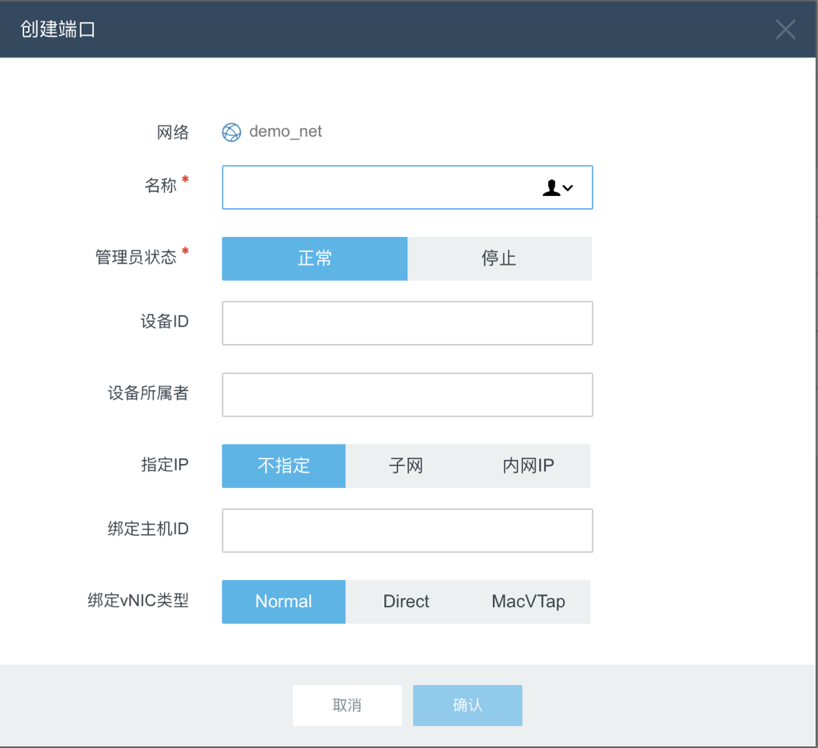 创建端口
网络 demo_net
名称 *
管理员状态 * 正常 停止
设备ID
设备所属者
指定IP 不指定 子网 内网IP
绑定主机ID
绑定vNIC类型 Normal Direct MacVTap
取消 确认